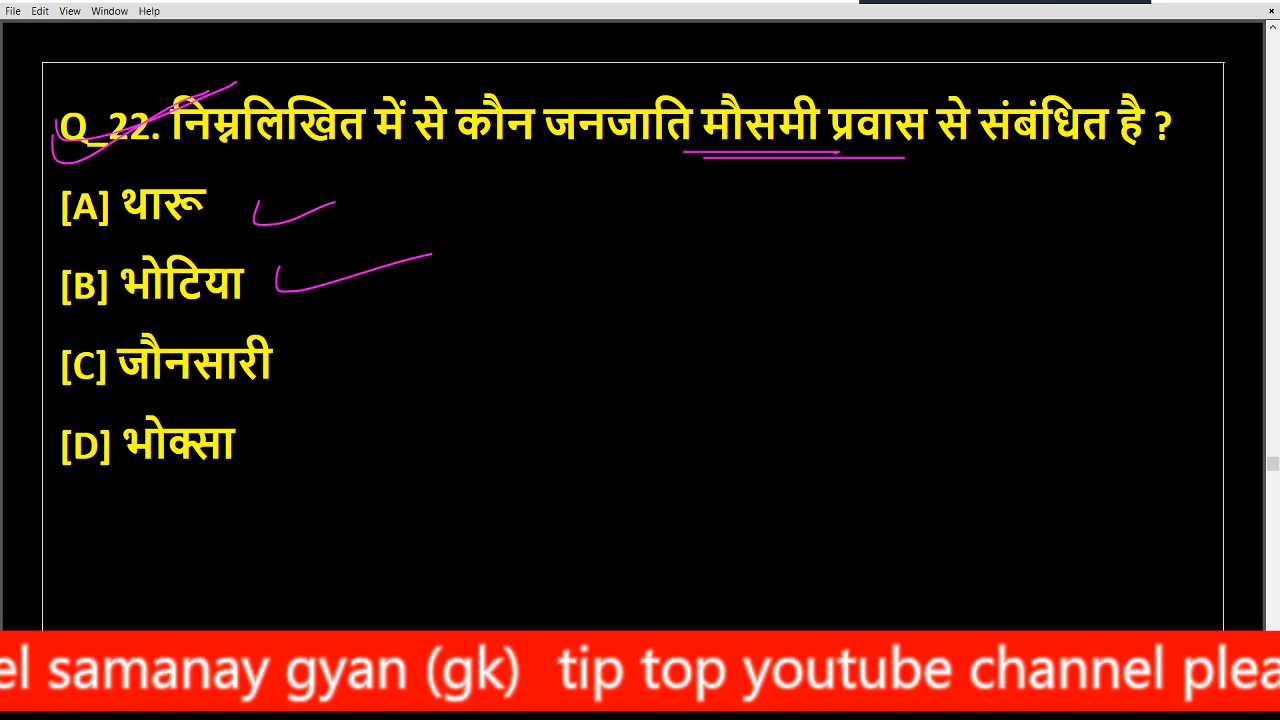 File Edit View Window Help
Q_22. निम्नलिखित में से कौन जनजाति मौसमी प्रवास से संबंधित है ?
[A] थारू
[B] भोटिया
[C] जौनसारी
[D] भोक्सा
el samanay gyan (gk) tip top youtube channel plea